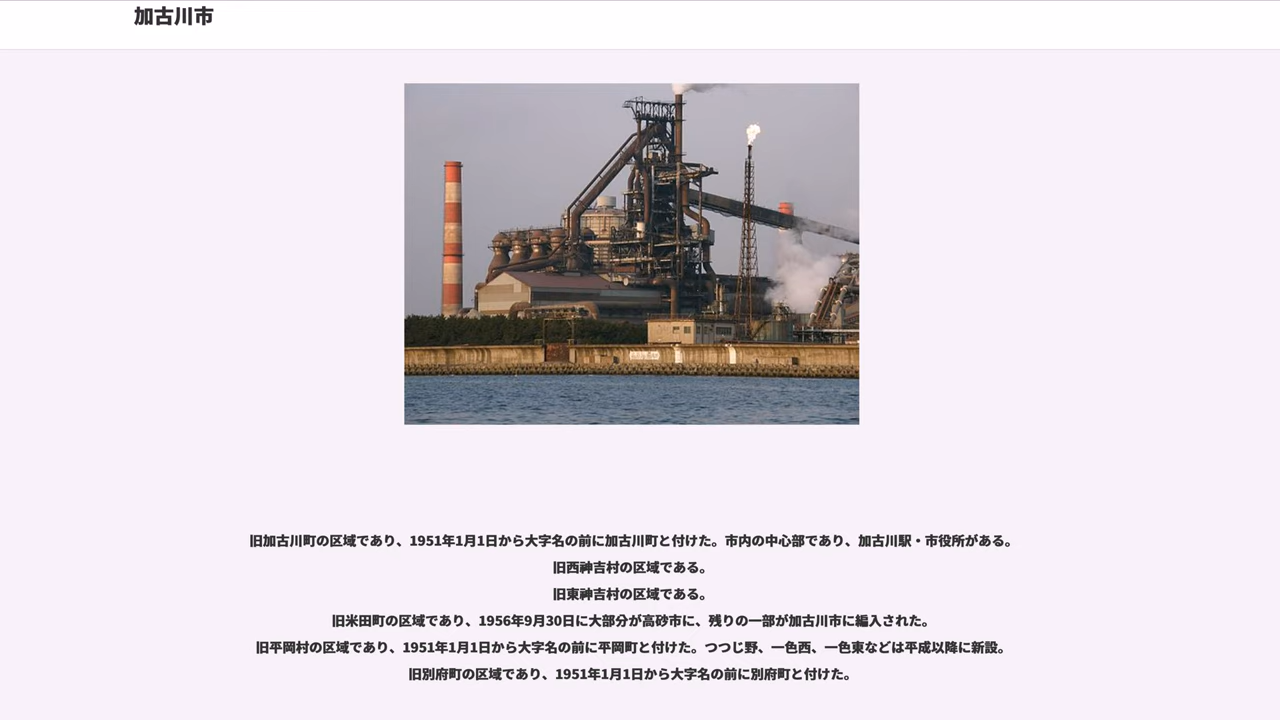 加古川市
旧加古川町の区域であり、1951年1月1日から大字名の前に加古川町と付けた。市内の中心部であり、加古川駅・市役所がある。
旧西神吉村の区域である。
旧東神吉村の区域である。
旧米田町の区域であり、1956年9月30日に大部分が高砂市に、残りの一部が加古川市に編入された。
旧平岡村の区域であり、1951年1月1日から大字名の前に平岡町と付けた。つつじ野、一色西、一色東などは平成以降に新設。
旧別府町の区域であり、1951年1月1日から大字名の前に別府町と付けた。